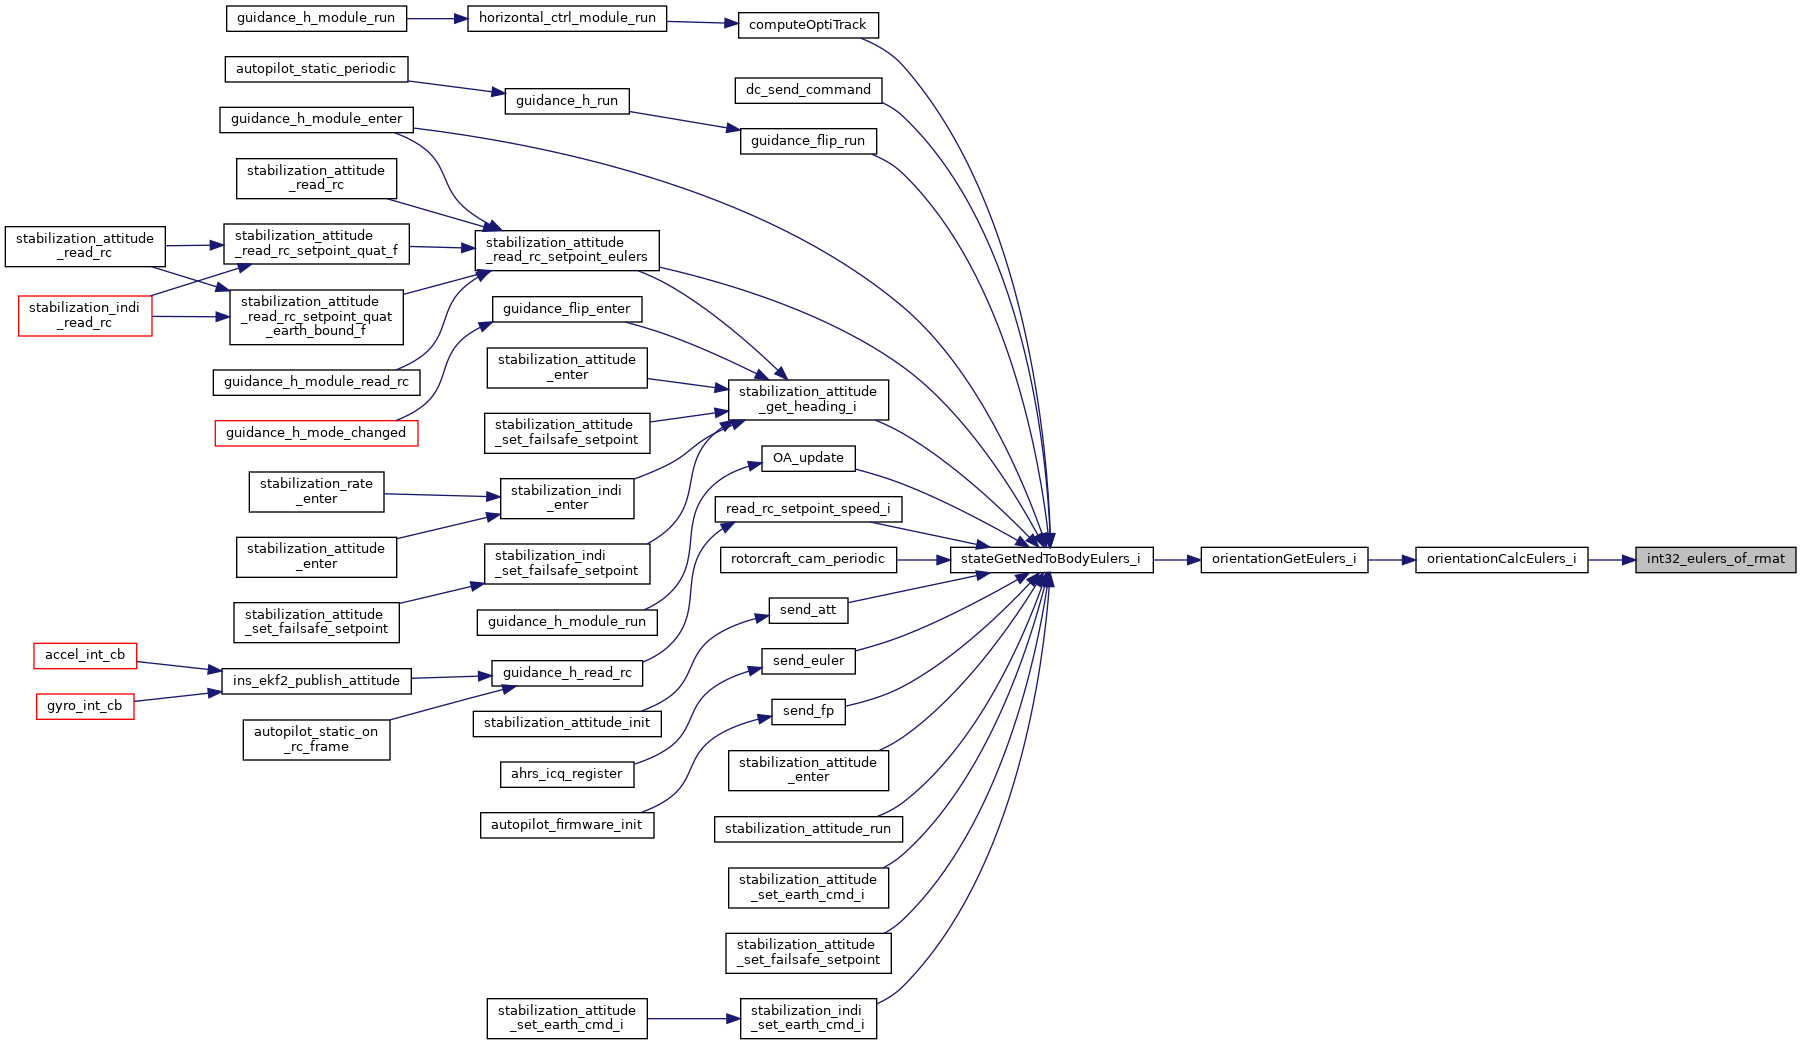 guidance_h_module_run
horizontal_ctrl_module_run
computeOptiTrack
autopilot_static_periodic
guidance_h_run
dc_send_command
guidance_h_module_enter
guidance_flip_run
stabilization_attitude
_read_rc
stabilization_attitude
_read_rc
stabilization_attitude
_read_rc_setpoint_quat_f
stabilization_attitude
_read_rc_setpoint_eulers
stabilization_indi
_read_rc
stabilization_attitude
_read_rc_setpoint_quat
_earth_bound_f
guidance_flip_enter
guidance_h_module_read_rc
stabilization_attitude
_enter
stabilization_attitude
_get_heading_i
guidance_h_mode_changed
stabilization_attitude
_set_failsafe_setpoint
OA_update
stabilization_rate
_enter
stabilization_indi
_enter
read_rc_setpoint_speed_i
stabilization_attitude
_enter
stabilization_indi
_set_failsafe_setpoint
rotorcraft_cam_periodic
stateGetNedToBodyEulers_i
orientationGetEulers_i
orientationCalcEulers_i
int32_eulers_of_rmat
stabilization_attitude
_set_failsafe_setpoint
guidance_h_module_run
send_att
accel_int_cb
ins_ekf2_publish_attitude
guidance_h_read_rc
send_euler
gyro_int_cb
stabilization_attitude_init
send_fp
autopilot_static_on
_rc_frame
ahrs_icq_register
stabilization_attitude
_enter
autopilot_firmware_init
stabilization_attitude_run
stabilization_attitude
_set_earth_cmd_i
stabilization_attitude
_set_failsafe_setpoint
stabilization_attitude
_set_earth_cmd_i
stabilization_indi
_set_earth_cmd_i